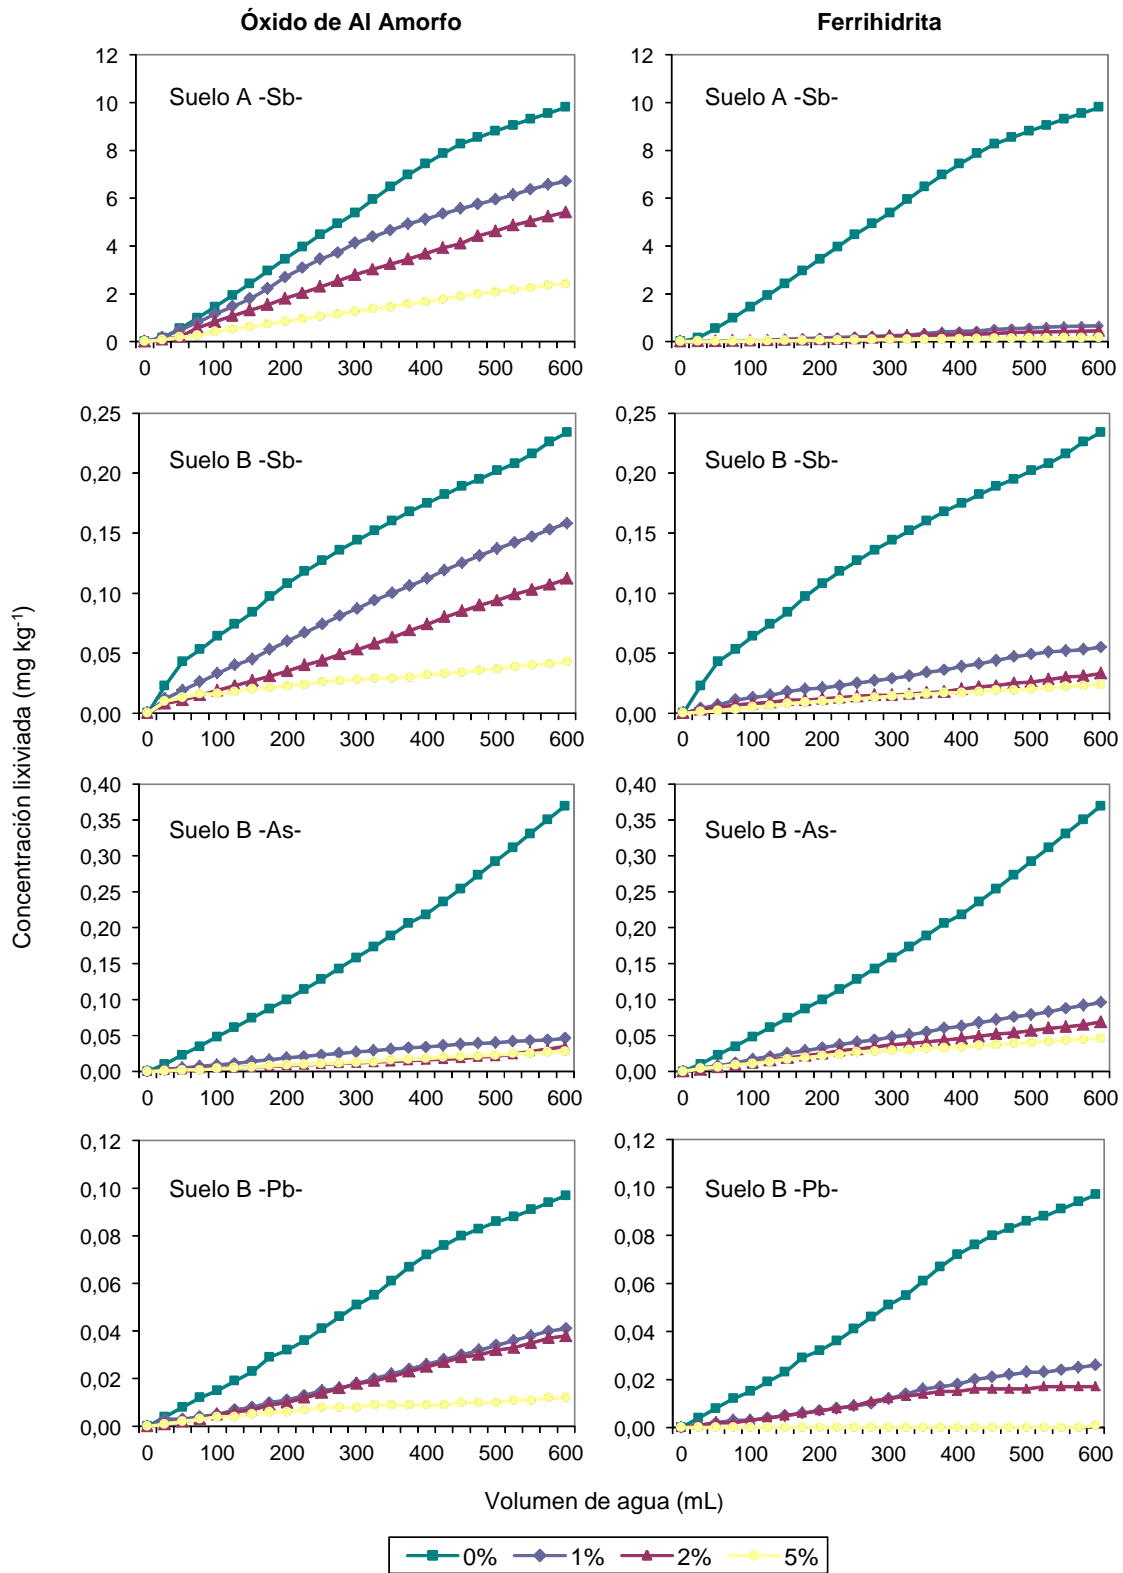 Óxido de Al Amorfo
Ferrihidrita
Concentración lixiviada (mg kg⁻¹)
12
10
8
6
4
2
0
Suelo A -Sb-
0 100 200 300 400 500 600
12
10
8
6
4
2
0
Suelo A -Sb-
0 100 200 300 400 500 600
0,25
0,20
0,15
0,10
0,05
0,00
Suelo B -Sb-
0 100 200 300 400 500 600
0,25
0,20
0,15
0,10
0,05
0,00
Suelo B -Sb-
0 100 200 300 400 500 600
0,40
0,35
0,30
0,25
0,20
0,15
0,10
0,05
0,00
Suelo B -As-
0 100 200 300 400 500 600
0,40
0,35
0,30
0,25
0,20
0,15
0,10
0,05
0,00
Suelo B -As-
0 100 200 300 400 500 600
0,12
0,10
0,08
0,06
0,04
0,02
0,00
Suelo B -Pb-
0 100 200 300 400 500 600
0,12
0,10
0,08
0,06
0,04
0,02
0,00
Suelo B -Pb-
0 100 200 300 400 500 600
Volumen de agua (mL)
0% 1% 2% 5%